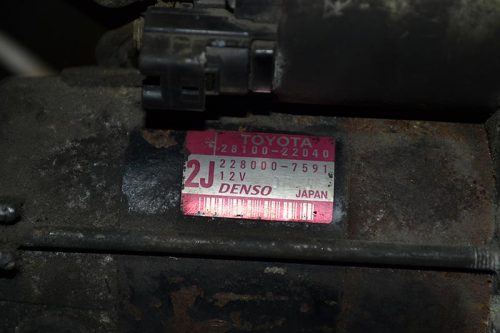 TOYOTA
28100-22040
228000-7591
2J 12V
DENSO JAPAN